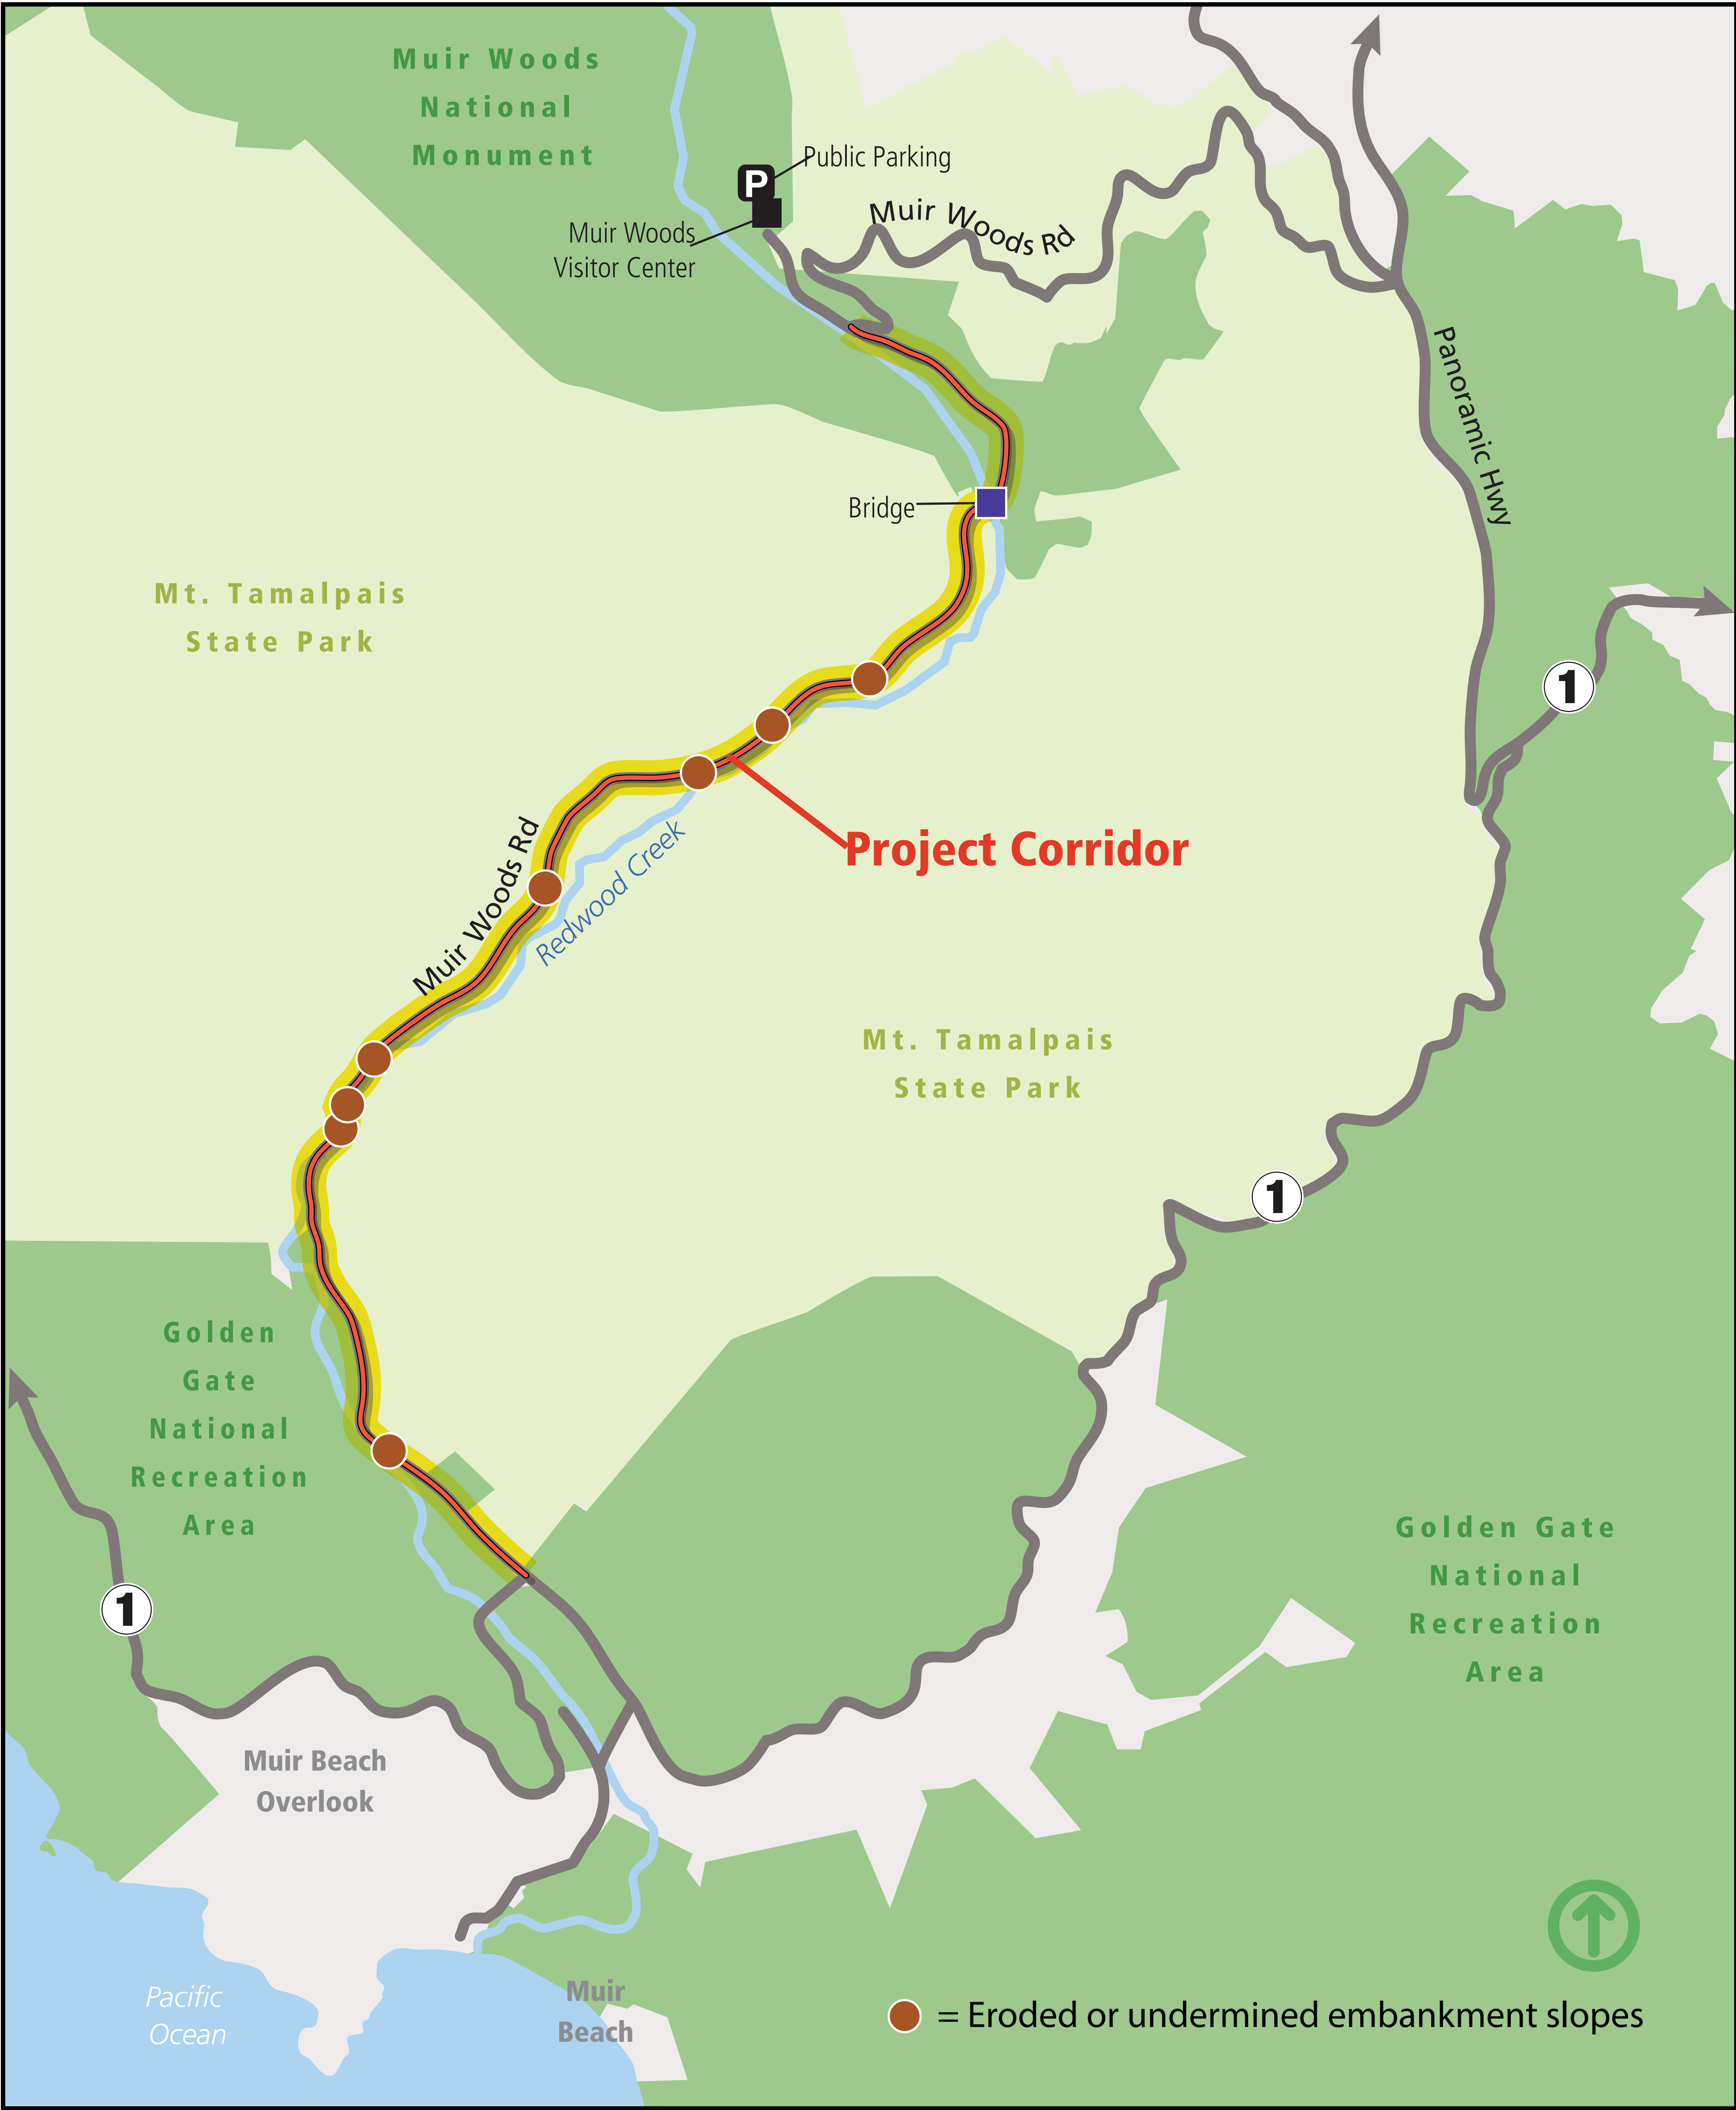 Muir Woods
National
Monument
P
Public Parking
Muir Woods
Visitor Center
Muir Woods Rd
Panoramic Hwy
Bridge
Mt. Tamalpais
State Park
1
Project Corridor
Muir Woods Rd
Redwood Creek
Mt. Tamalpais
State Park
1
Golden
Gate
National
Recreation
Area
Golden Gate
National
Recreation
Area
1
Muir Beach
Overlook
Pacific
Ocean
Muir
Beach
= Eroded or undermined embankment slopes